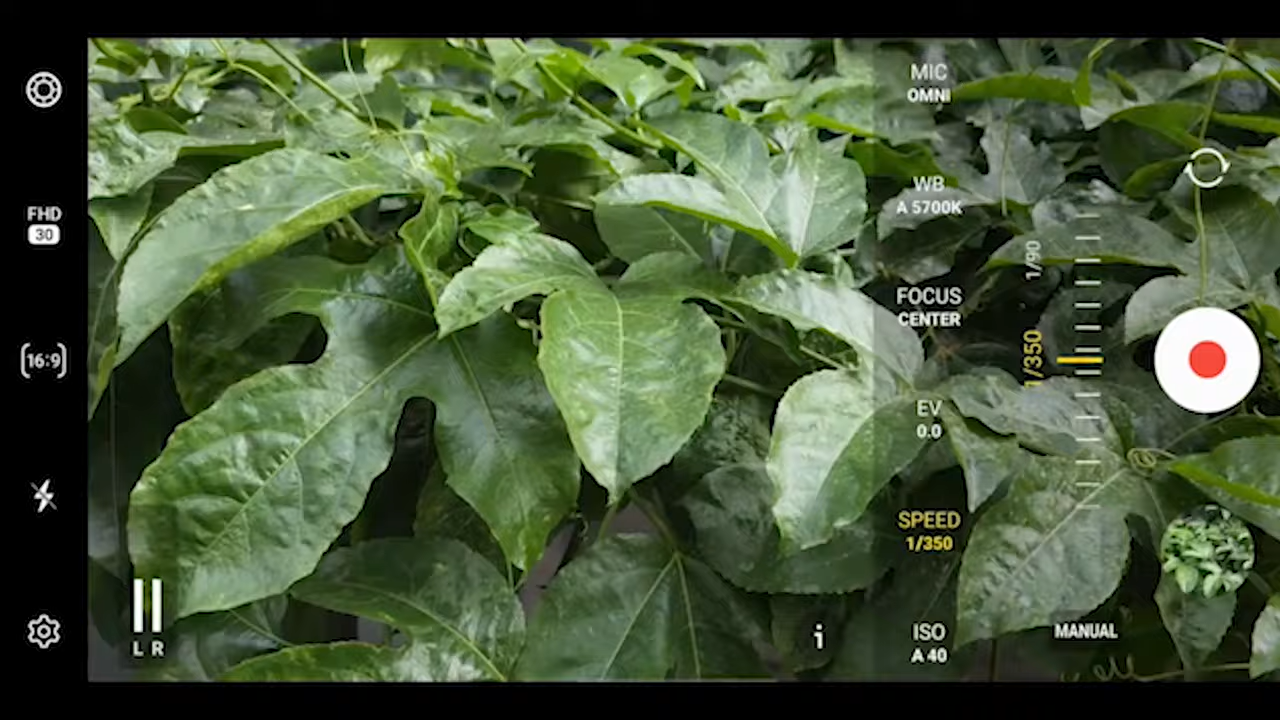 FHD
30
16:9
L R
MIC
OMNI
WB
A 5700K
FOCUS
CENTER
EV
0.0
SPEED
1/350
ISO
A 40
1/90
1/350
MANUAL
i